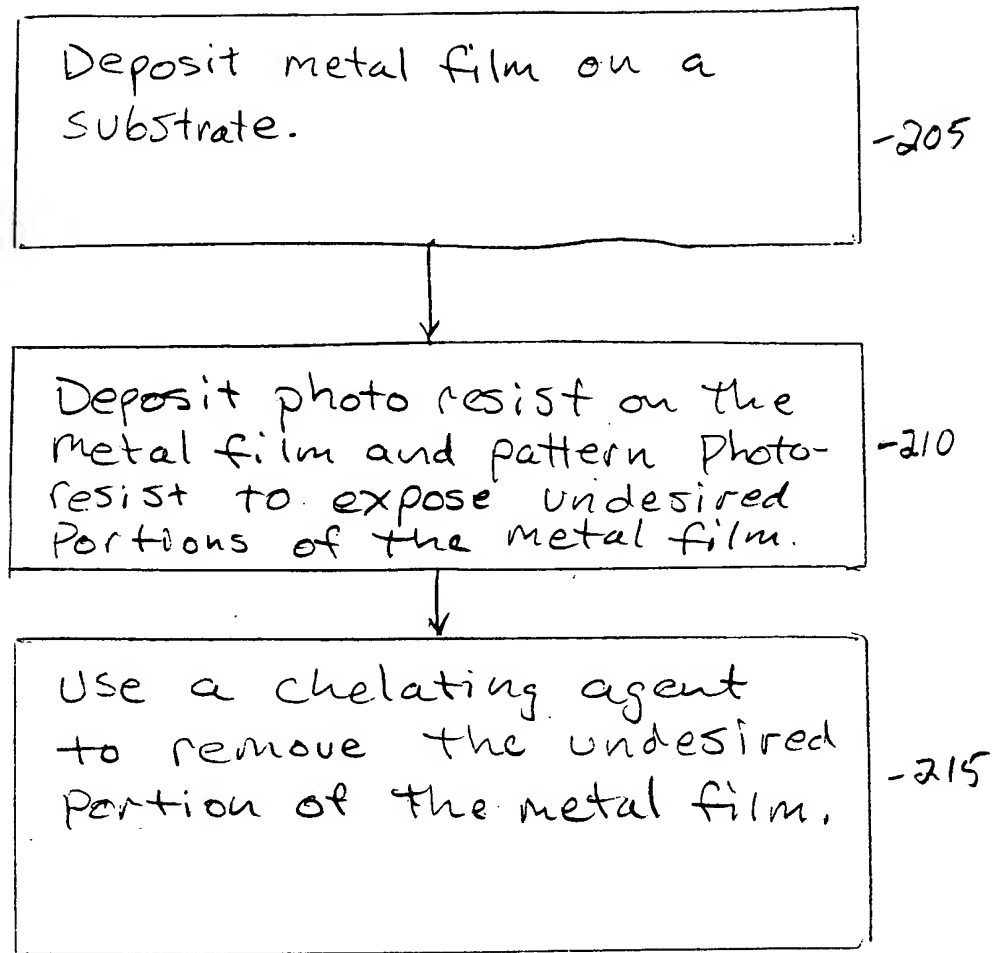 Deposit metal film on a
substrate.
-205
Deposit photo resist on the
metal film and pattern Photo-
resist to expose undesired
Portions of the metal film.
-210
Use a chelating agent
to remove the undesired
portion of the metal film.
-215